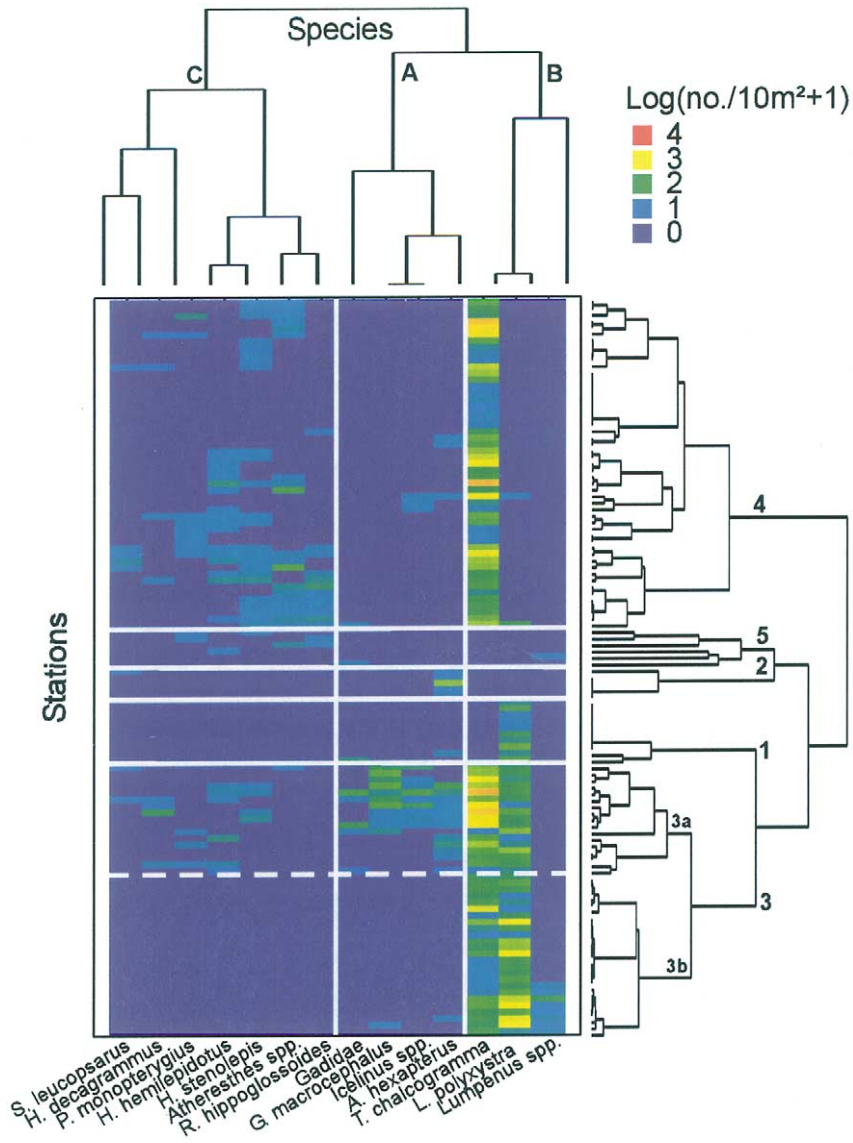 Species
C
A
B
Log(no./10m²+1)
4
3
2
1
0
Stations
4
5
2
1
3a
3
3b
S. leucopsarus
H. decagrammus
P. monopterygius
H. hemilepidotus
H. stenolepis
Atheresthes spp.
R. hippoglossoides
Gadidae
G. macrocephalus
Icelinus spp.
A. hexapterus
T. chalcogramma
L. polyxystra
Lumpenus spp.